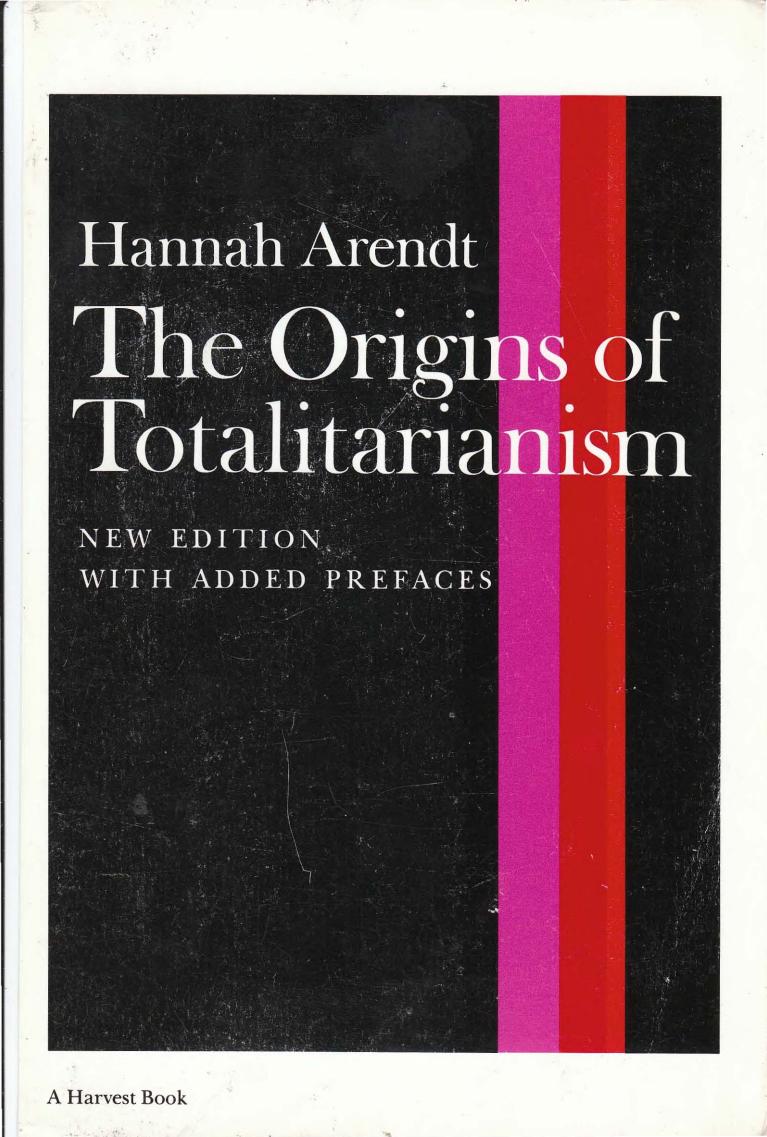 Hannah Arendt
The Origins of
Totalitarianism
NEW EDITION
WITH ADDED PREFACES
A Harvest Book